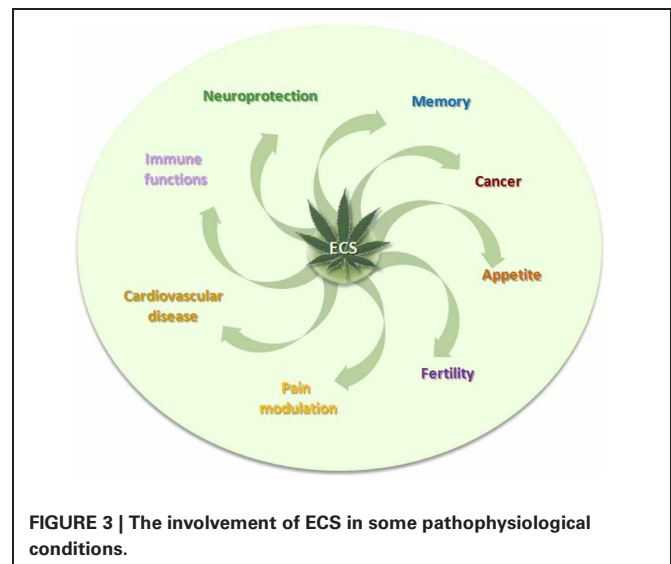 Neuroprotection
Memory
Immune
functions
Cancer
ECS
Appetite
Cardiovascular
disease
Fertility
Pain
modulation
FIGURE 3 | The involvement of ECS in some pathophysiological
conditions.